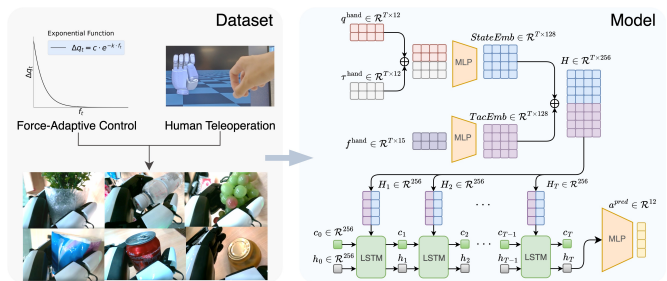 Dataset
Exponential Function
Δq_t = c · e^{-k · f_t}
Δq_t
f_t
Force-Adaptive Control
Human Teleoperation
Model
q^{hand} ∈ R^{T×12}
StateEmb ∈ R^{T×128}
H ∈ R^{T×256}
MLP
τ^{hand} ∈ R^{T×12}
TacEmb ∈ R^{T×128}
f^{hand} ∈ R^{T×15}
MLP
H_1 ∈ R^{256}
H_2 ∈ R^{256}
H_T ∈ R^{256}
· · ·
a^{pred} ∈ R^{12}
c_0 ∈ R^{256}
c_1
c_2
· · ·
c_{T−1}
c_T
h_0 ∈ R^{256}
LSTM
h_1
LSTM
h_2
h_{T−1}
LSTM
h_T
MLP